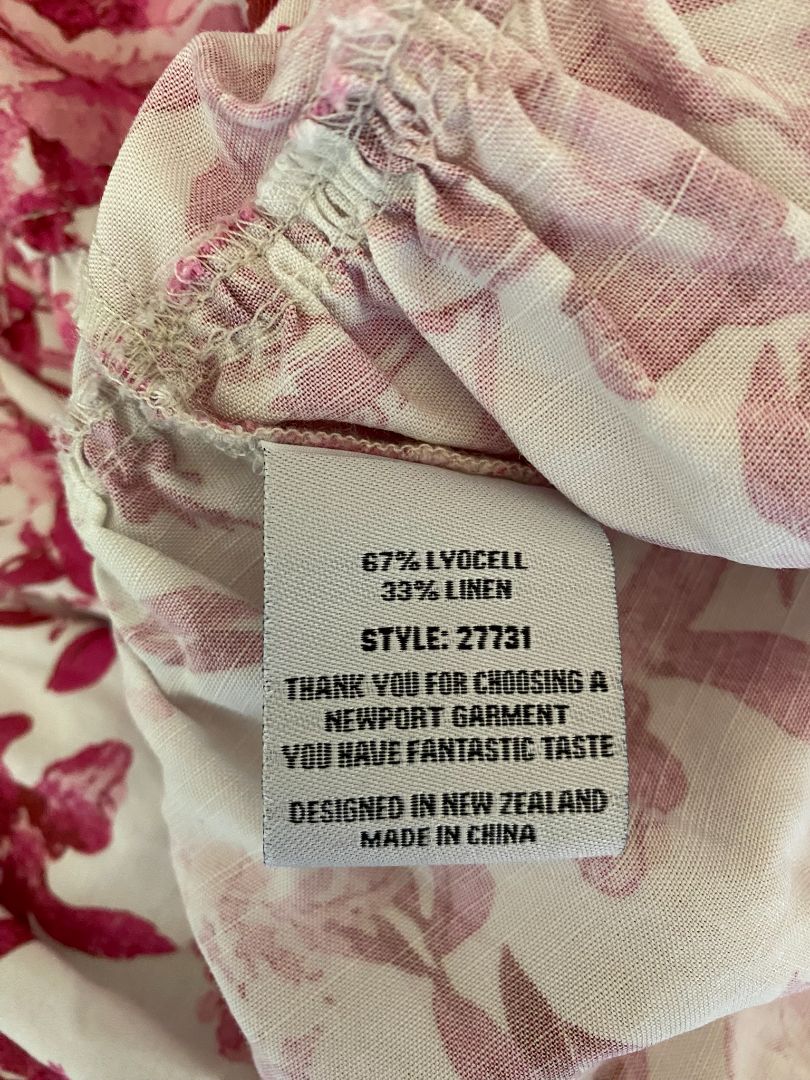 67% LYOCELL
33% LINEN
STYLE: 27731
THANK YOU FOR CHOOSING A
NEWPORT GARMENT
YOU HAVE FANTASTIC TASTE
DESIGNED IN NEW ZEALAND
MADE IN CHINA